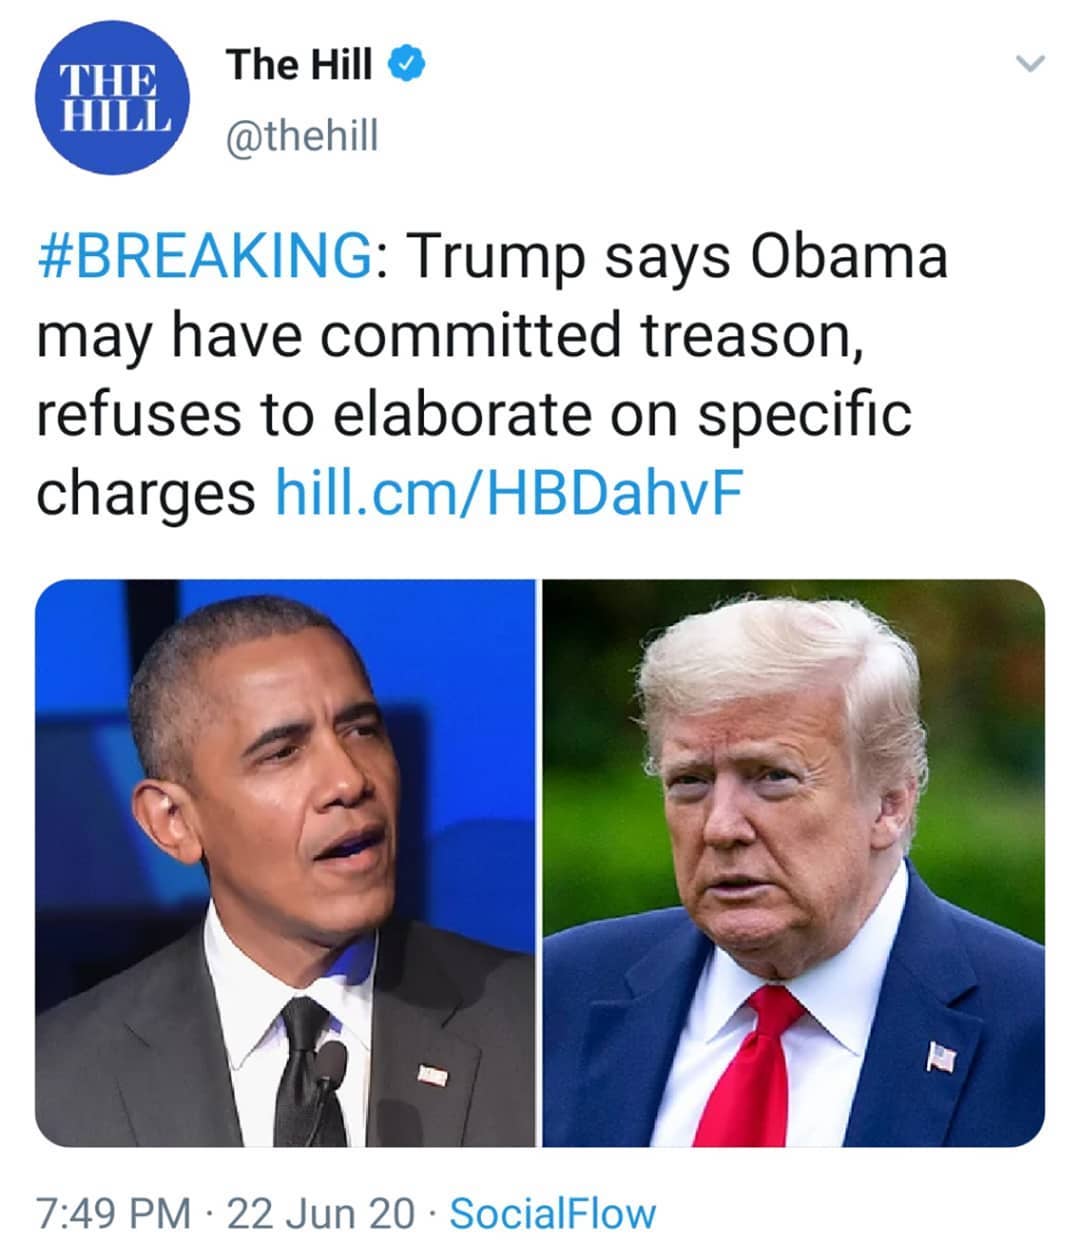 THE
HILL
The Hill
@thehill
#BREAKING: Trump says Obama
may have committed treason,
refuses to elaborate on specific
charges hill.cm/HBDahvF
7:49 PM · 22 Jun 20 · SocialFlow